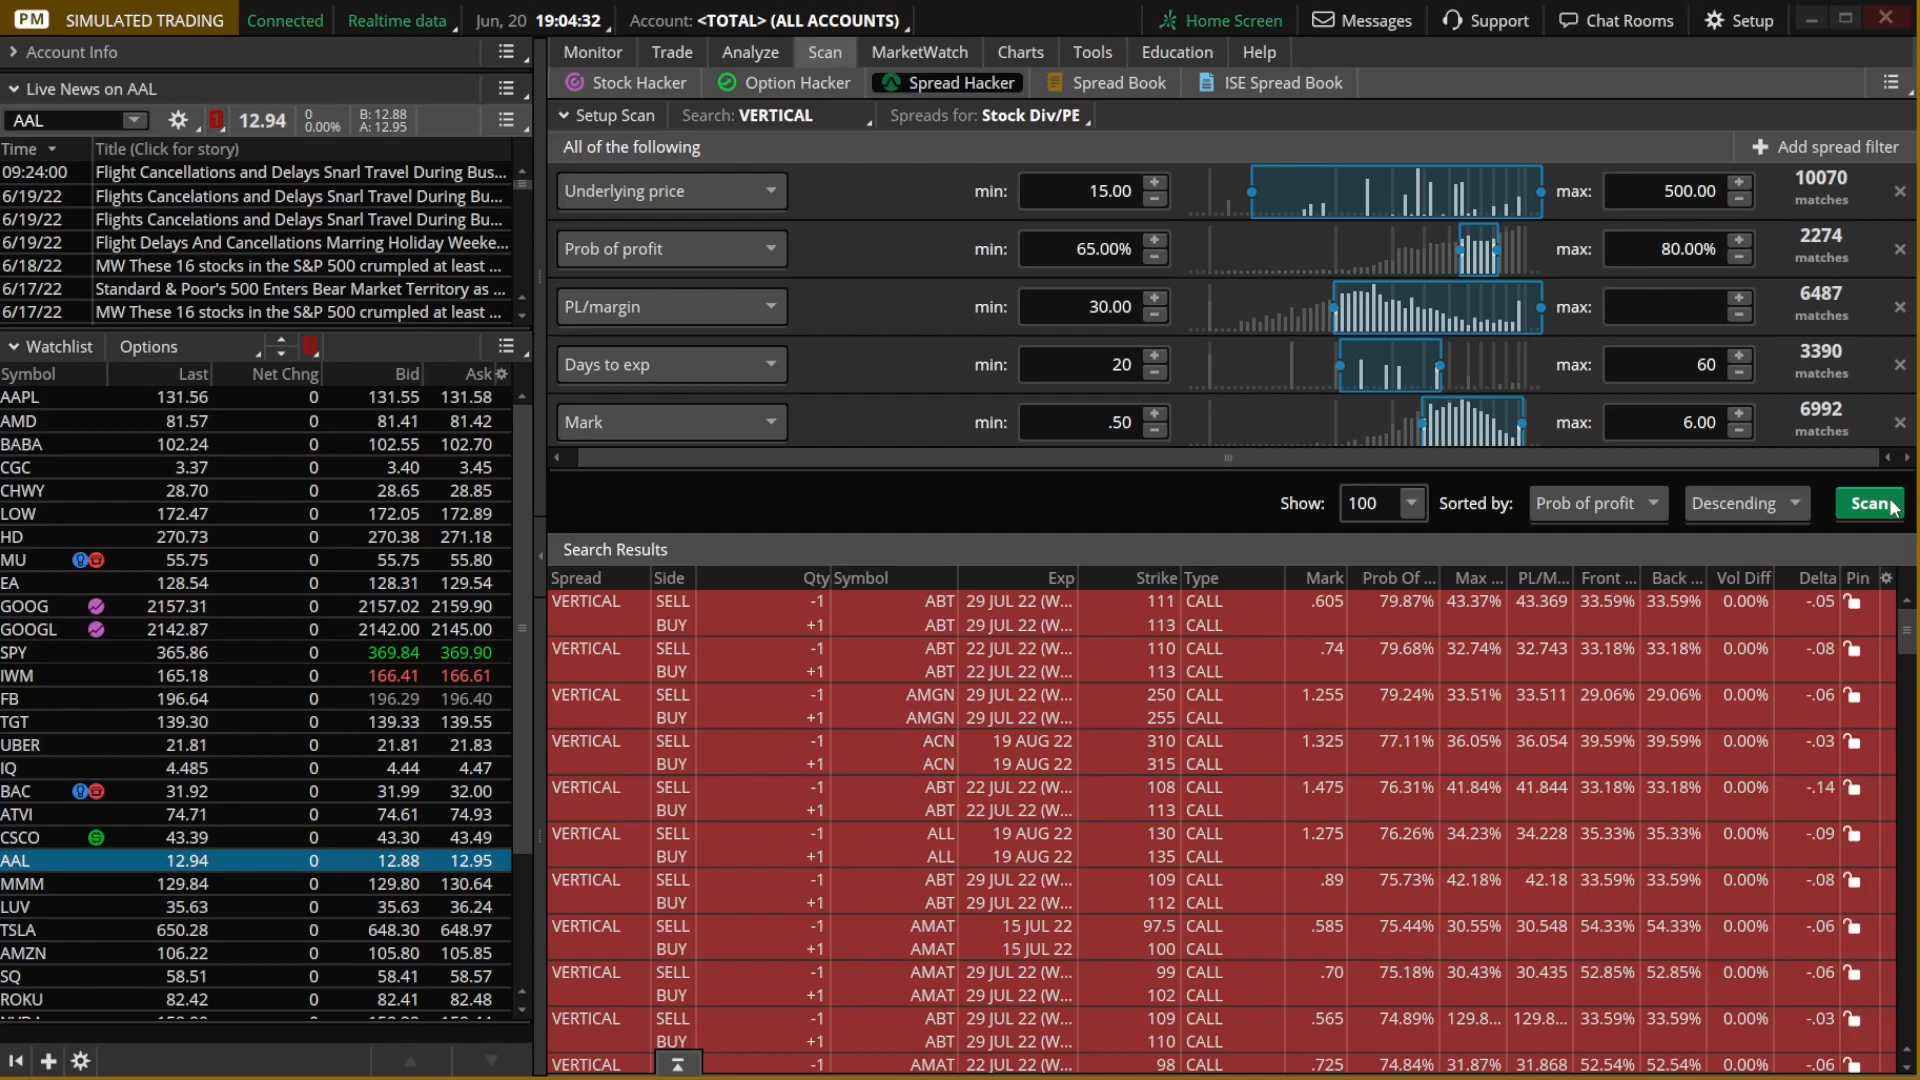 PM SIMULATED TRADING Connected Realtime data Jun, 20 19:04:32 Account: <TOTAL> (ALL ACCOUNTS) Home Screen Messages Support Chat Rooms Setup
Account Info
Monitor Trade Analyze Scan MarketWatch Charts Tools Education Help
Live News on AAL
Stock Hacker Option Hacker Spread Hacker Spread Book ISE Spread Book
AAL 1 12.94 0 0.00% B: 12.88 A: 12.95
Setup Scan Search: VERTICAL Spreads for: Stock Div/PE
Time Title (Click for story)
09:24:00 Flight Cancellations and Delays Snarl Travel During Bus...
6/19/22 Flights Cancelations and Delays Snarl Travel During Bu...
6/19/22 Flights Cancelations and Delays Snarl Travel During Bu...
6/19/22 Flight Delays And Cancellations Marring Holiday Weeke...
6/18/22 MW These 16 stocks in the S&P 500 crumpled at least ...
6/17/22 Standard & Poor's 500 Enters Bear Market Territory as ...
6/17/22 MW These 16 stocks in the S&P 500 crumpled at least ...
All of the following Add spread filter
Underlying price min: 15.00 max: 500.00 10070 matches
Prob of profit min: 65.00% max: 80.00% 2274 matches
PL/margin min: 30.00 max: 6487 matches
Days to exp min: 20 max: 60 3390 matches
Mark min: .50 max: 6.00 6992 matches
Show: 100 Sorted by: Prob of profit Descending Scan
Watchlist Options
Symbol Last Net Chng Bid Ask
AAPL 131.56 0 131.55 131.58
AMD 81.57 0 81.41 81.42
BABA 102.24 0 102.55 102.70
CGC 3.37 0 3.40 3.45
CHWY 28.70 0 28.65 28.85
LOW 172.47 0 172.05 172.89
HD 270.73 0 270.38 271.18
MU 55.75 0 55.75 55.80
EA 128.54 0 128.31 129.54
GOOG 2157.31 0 2157.02 2159.90
GOOGL 2142.87 0 2142.00 2145.00
SPY 365.86 0 369.84 369.90
IWM 165.18 0 166.41 166.61
FB 196.64 0 196.29 196.40
TGT 139.30 0 139.33 139.55
UBER 21.81 0 21.81 21.83
IQ 4.485 0 4.44 4.47
BAC 31.92 0 31.99 32.00
ATVI 74.71 0 74.61 74.93
CSCO 43.39 0 43.30 43.49
AAL 12.94 0 12.88 12.95
MMM 129.84 0 129.80 130.64
LUV 35.63 0 35.63 36.24
TSLA 650.28 0 648.30 648.97
AMZN 106.22 0 105.80 105.85
SQ 58.51 0 58.41 58.57
ROKU 82.42 0 82.41 82.48
Search Results
Spread Side Qty Symbol Exp Strike Type Mark Prob Of ... Max ... PL/M... Front ... Back ... Vol Diff Delta Pin
VERTICAL SELL -1 ABT 29 JUL 22 (W... 111 CALL .605 79.87% 43.37% 43.369 33.59% 33.59% 0.00% -.05
BUY +1 ABT 29 JUL 22 (W... 113 CALL
VERTICAL SELL -1 ABT 22 JUL 22 (W... 110 CALL .74 79.68% 32.74% 32.743 33.18% 33.18% 0.00% -.08
BUY +1 ABT 22 JUL 22 (W... 113 CALL
VERTICAL SELL -1 AMGN 29 JUL 22 (W... 250 CALL 1.255 79.24% 33.51% 33.511 29.06% 29.06% 0.00% -.06
BUY +1 AMGN 29 JUL 22 (W... 255 CALL
VERTICAL SELL -1 ACN 19 AUG 22 310 CALL 1.325 77.11% 36.05% 36.054 39.59% 39.59% 0.00% -.03
BUY +1 ACN 19 AUG 22 315 CALL
VERTICAL SELL -1 ABT 22 JUL 22 (W... 108 CALL 1.475 76.31% 41.84% 41.844 33.18% 33.18% 0.00% -.14
BUY +1 ABT 22 JUL 22 (W... 113 CALL
VERTICAL SELL -1 ALL 19 AUG 22 130 CALL 1.275 76.26% 34.23% 34.228 35.33% 35.33% 0.00% -.09
BUY +1 ALL 19 AUG 22 135 CALL
VERTICAL SELL -1 ABT 29 JUL 22 (W... 109 CALL .89 75.73% 42.18% 42.18 33.59% 33.59% 0.00% -.08
BUY +1 ABT 29 JUL 22 (W... 112 CALL
VERTICAL SELL -1 AMAT 15 JUL 22 97.5 CALL .585 75.44% 30.55% 30.548 54.33% 54.33% 0.00% -.06
BUY +1 AMAT 15 JUL 22 100 CALL
VERTICAL SELL -1 AMAT 29 JUL 22 (W... 99 CALL .70 75.18% 30.43% 30.435 52.85% 52.85% 0.00% -.06
BUY +1 AMAT 29 JUL 22 (W... 102 CALL
VERTICAL SELL -1 ABT 29 JUL 22 (W... 109 CALL .565 74.89% 129.8... 129.8... 33.59% 33.59% 0.00% -.03
BUY +1 ABT 29 JUL 22 (W... 110 CALL
VERTICAL AMAT 22 JUL 22 (W... 98 CALL .725 74.84% 31.87% 31.868 52.54% 52.54% 0.00% -.06
-1